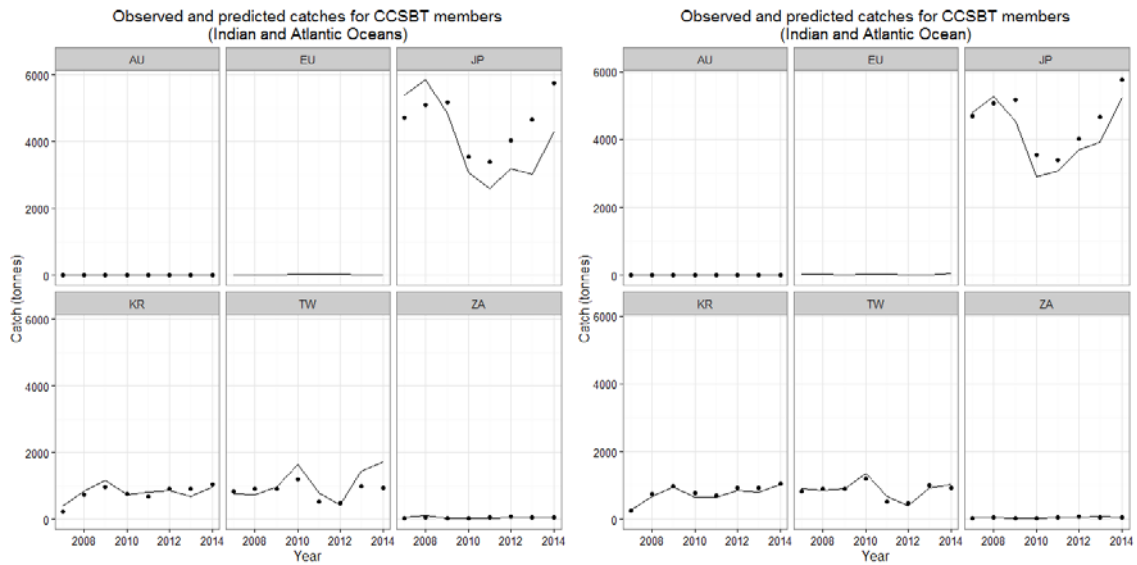 Observed and predicted catches for CCSBT members
(Indian and Atlantic Oceans)
AU EU JP
6000
4000
2000
0
KR TW ZA
6000
4000
2000
0
2008 2010 2012 2014 2008 2010 2012 2014 2008 2010 2012 2014
Catch (tonnes)
Year
Observed and predicted catches for CCSBT members
(Indian and Atlantic Ocean)
AU EU JP
6000
4000
2000
0
KR TW ZA
6000
4000
2000
0
2008 2010 2012 2014 2008 2010 2012 2014 2008 2010 2012 2014
Catch (tonnes)
Year